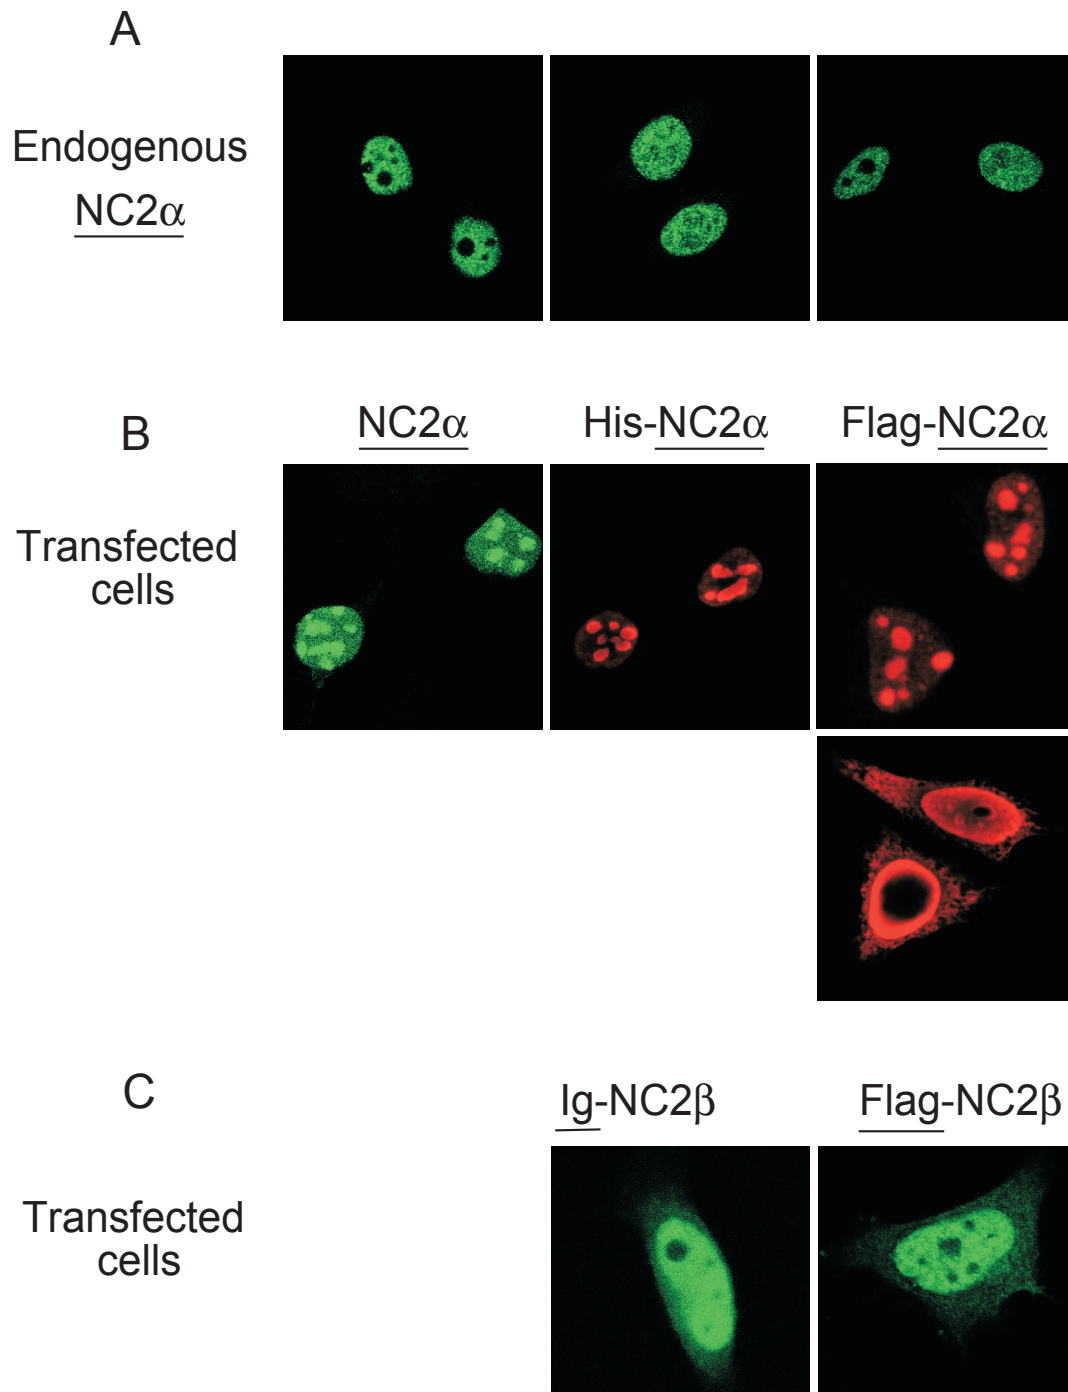 A
Endogenous
NC2α
B
NC2α
His-NC2α
Flag-NC2α
Transfected
cells
C
Ig-NC2β
Flag-NC2β
Transfected
cells